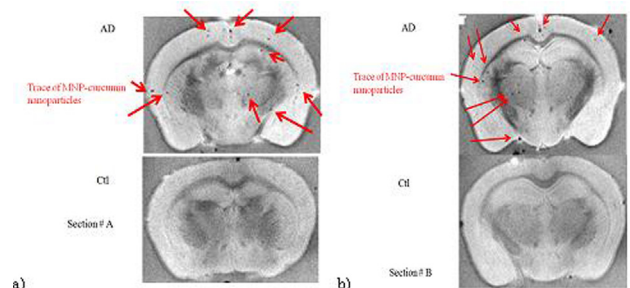 AD
Trace of MNP-curcumin
nanoparticles
Ctl
Section # A
a)
AD
Trace of MNP-curcumin
nanoparticles
Ctl
Section # B
b)